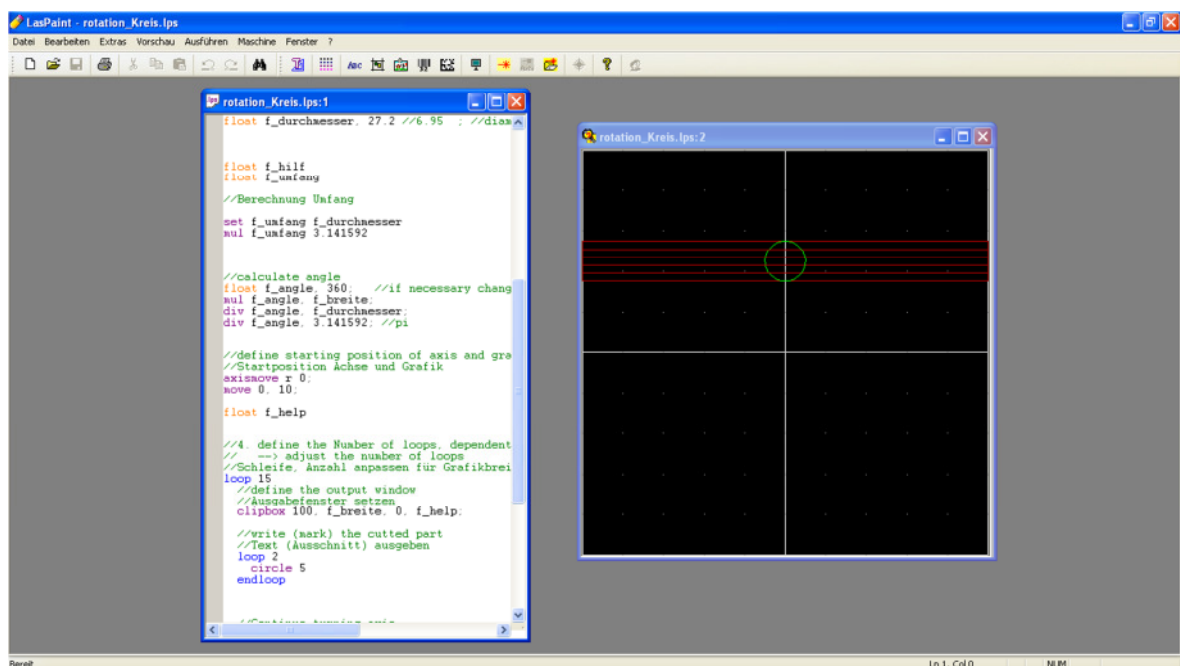 LasPaint - rotation_Kreis.lps
Datei Bearbeiten Extras Vorschau Ausführen Maschine Fenster ?
ABC
rotation_Kreis.lps:1
float f_durchmesser, 27.2 //6.95 ; //diam
float f_hilf
float f_umfang
//Berechnung Umfang
set f_umfang f_durchmesser
mul f_umfang 3.141592
//calculate angle
float f_angle, 360; //if necessary chang
mul f_angle, f_breite;
div f_angle, f_durchmesser;
div f_angle, 3.141592; //pi
//define starting position of axis and gra
//Startposition Achse und Grafik
axismove r 0;
move 0, 10;
float f_help
//4. define the Number of loops, dependent
// --> adjust the number of loops
//Schleife, Anzahl anpassen für Grafikbrei
loop 15
//define the output window
//Ausgabefenster setzen
clipbox 100, f_breite, 0, f_help;
//write (mark) the cutted part
//Text (Ausschnitt) ausgeben
loop 2
circle 5
endloop
//Continue turning axis
rotation_Kreis.lps:2
Bereit
Ln 1, Col 0
NUM